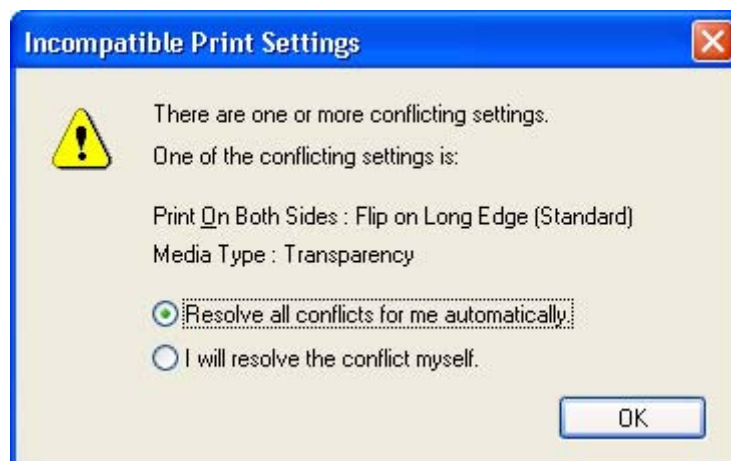 Incompatible Print Settings
There are one or more conflicting settings.
One of the conflicting settings is:
Print On Both Sides : Flip on Long Edge (Standard)
Media Type : Transparency
Resolve all conflicts for me automatically.
I will resolve the conflict myself.
OK